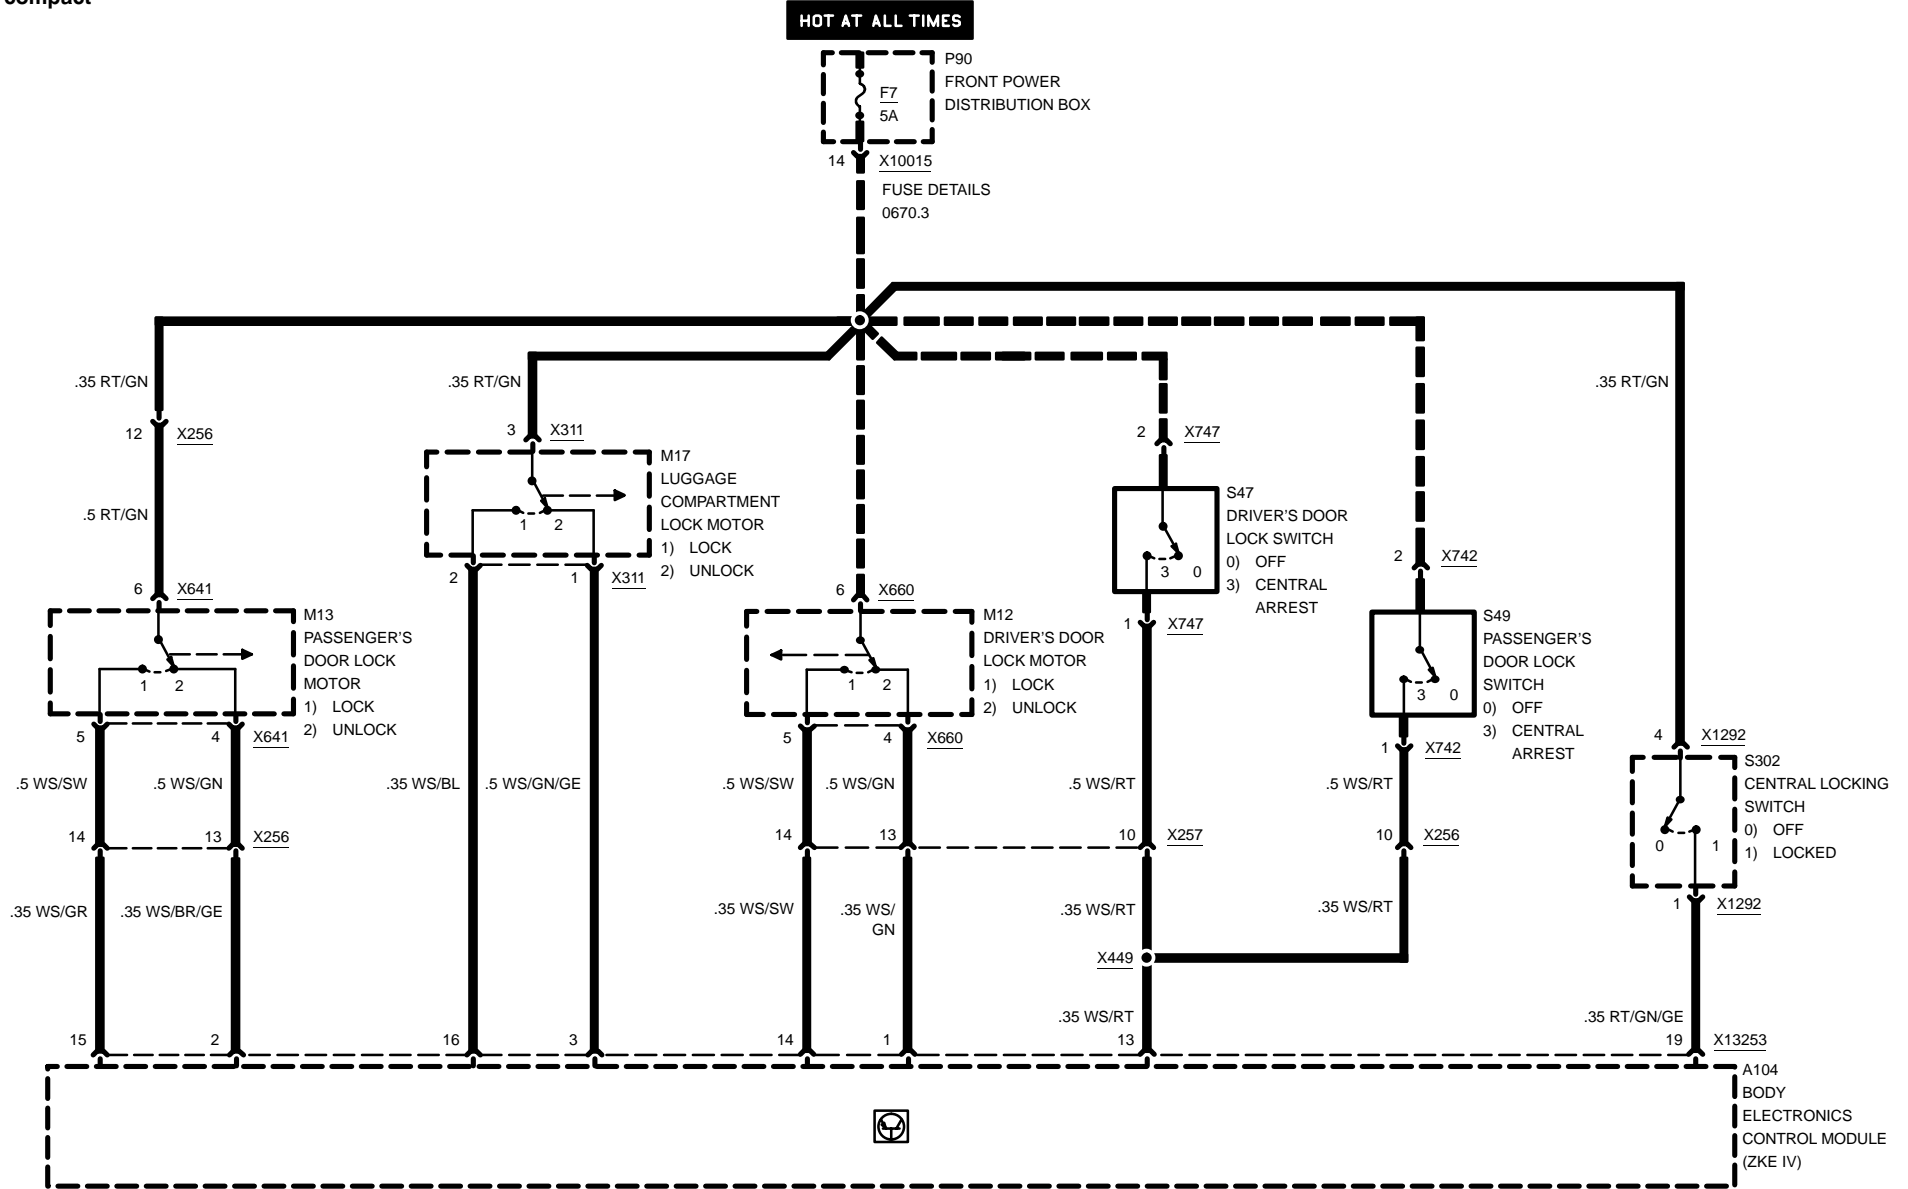 compact
HOT AT ALL TIMES
P90
FRONT POWER
DISTRIBUTION BOX
F7
5A
14 X10015
FUSE DETAILS
0670.3
.35 RT/GN
.35 RT/GN
.35 RT/GN
12 X256
3 X311
2 X747
M17
LUGGAGE
COMPARTMENT
LOCK MOTOR
1) LOCK
2) UNLOCK
1 2
.5 RT/GN
S47
DRIVER'S DOOR
LOCK SWITCH
0) OFF
3) CENTRAL
ARREST
3 0
2 X742
2 1 X311
6 X641
6 X660
1 X747
M13
PASSENGER'S
DOOR LOCK
MOTOR
1) LOCK
2) UNLOCK
1 2
M12
DRIVER'S DOOR
LOCK MOTOR
1) LOCK
2) UNLOCK
1 2
S49
PASSENGER'S
DOOR LOCK
SWITCH
0) OFF
3) CENTRAL
ARREST
3 0
5 4 X641
5 4 X660
1 X742
4 X1292
S302
CENTRAL LOCKING
SWITCH
0) OFF
1) LOCKED
0 1
.5 WS/SW .5 WS/GN .35 WS/BL .5 WS/GN/GE .5 WS/SW .5 WS/GN .5 WS/RT .5 WS/RT
14 13 X256 14 13 10 X257 10 X256
1 X1292
.35 WS/GR .35 WS/BR/GE .35 WS/SW .35 WS/
GN
.35 WS/RT .35 WS/RT
X449
.35 WS/RT .35 RT/GN/GE
15 2 16 3 14 1 13 19 X13253
A104
BODY
ELECTRONICS
CONTROL MODULE
(ZKE IV)